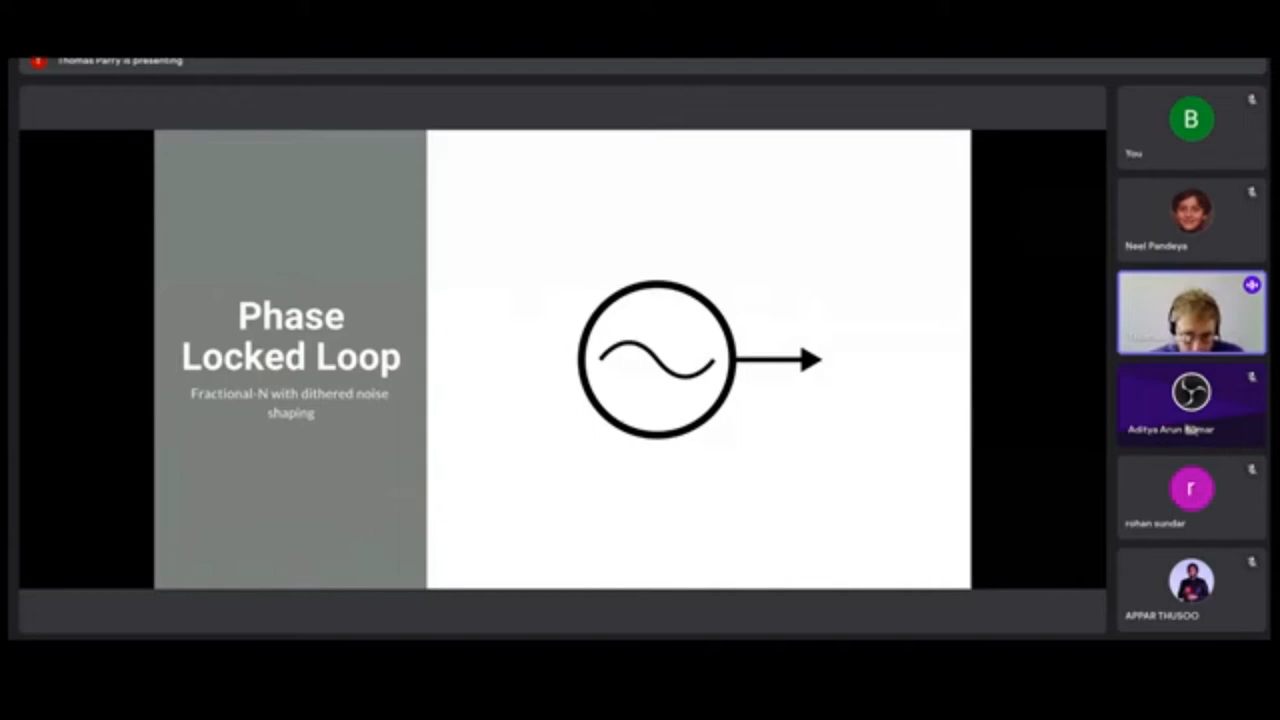 Thomas Parry is presenting
Phase
Locked Loop
Fractional-N with dithered noise
shaping
B
You
Neel Pandeya
Aditya Arun Kumar
r
rohan sundar
APPAR THUSOO